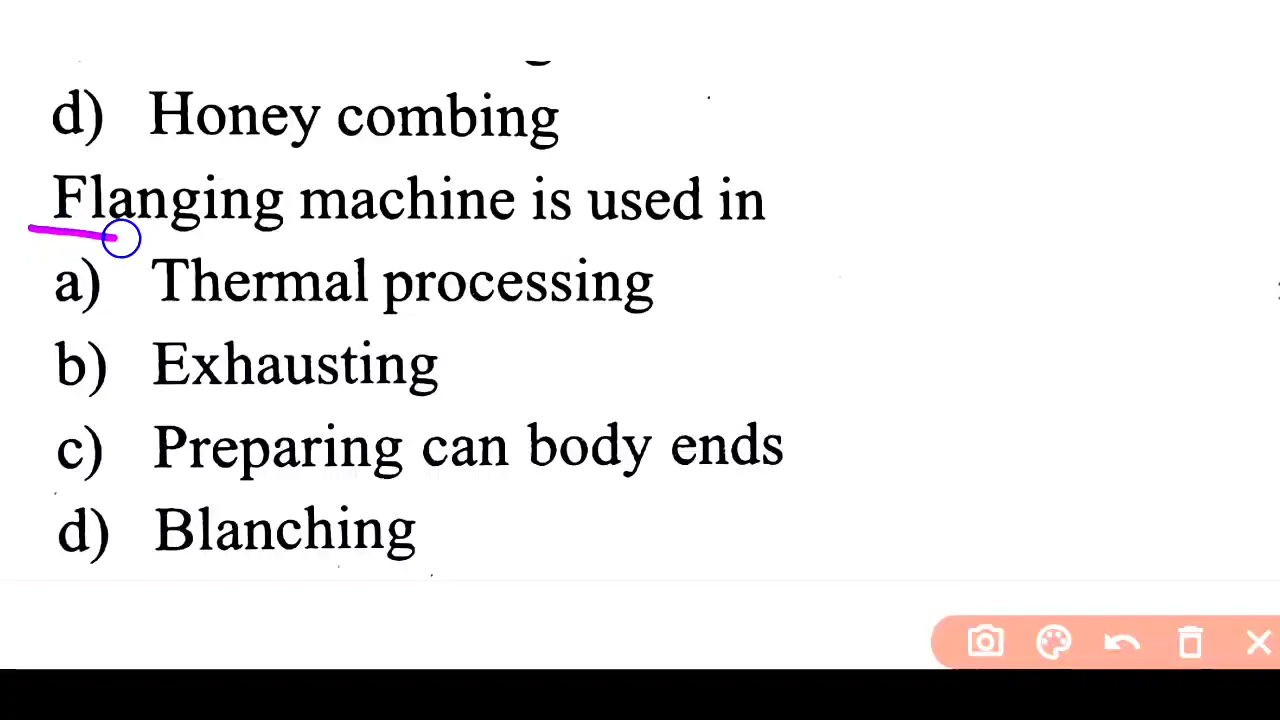 d) Honey combing
Flanging machine is used in
a) Thermal processing
b) Exhausting
c) Preparing can body ends
d) Blanching